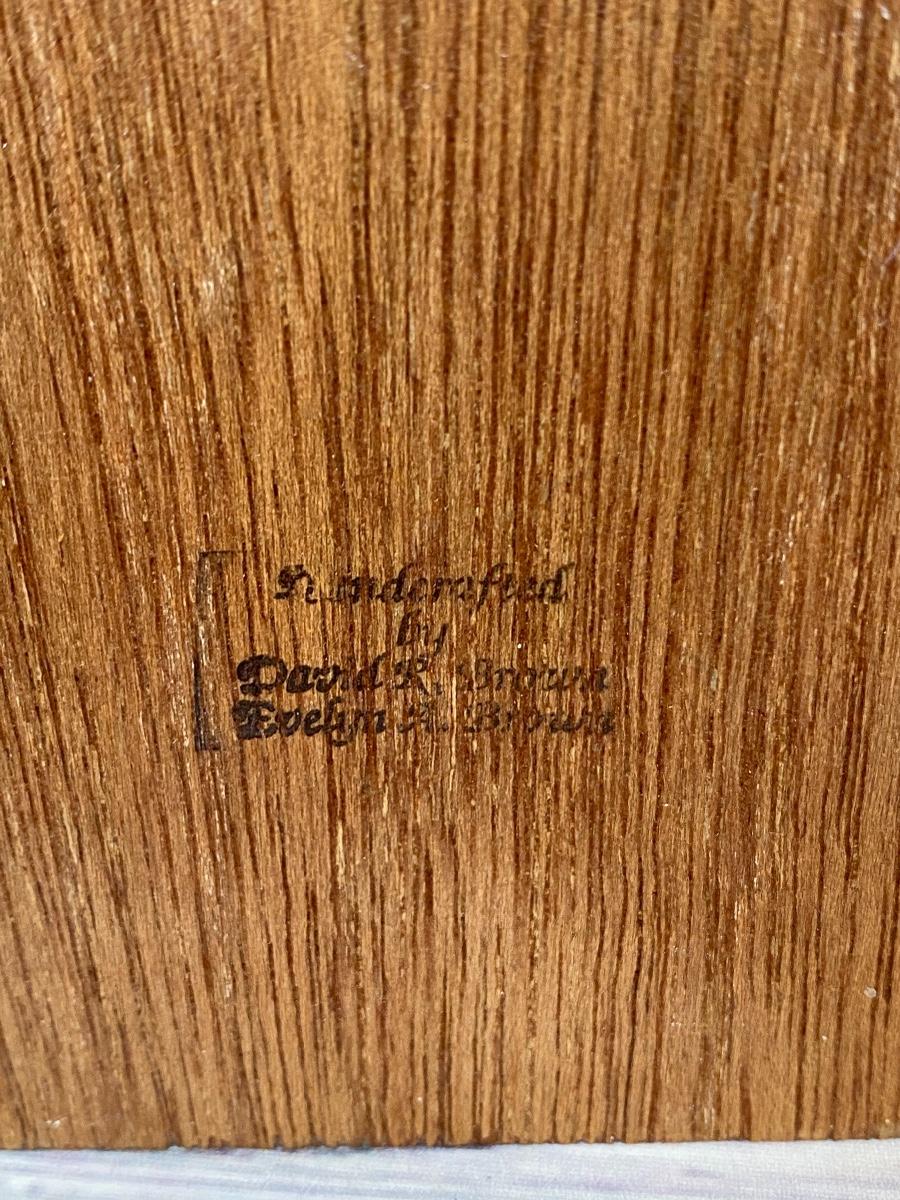 Handcrafted
by
David R. Brown
Evelyn A. Brown